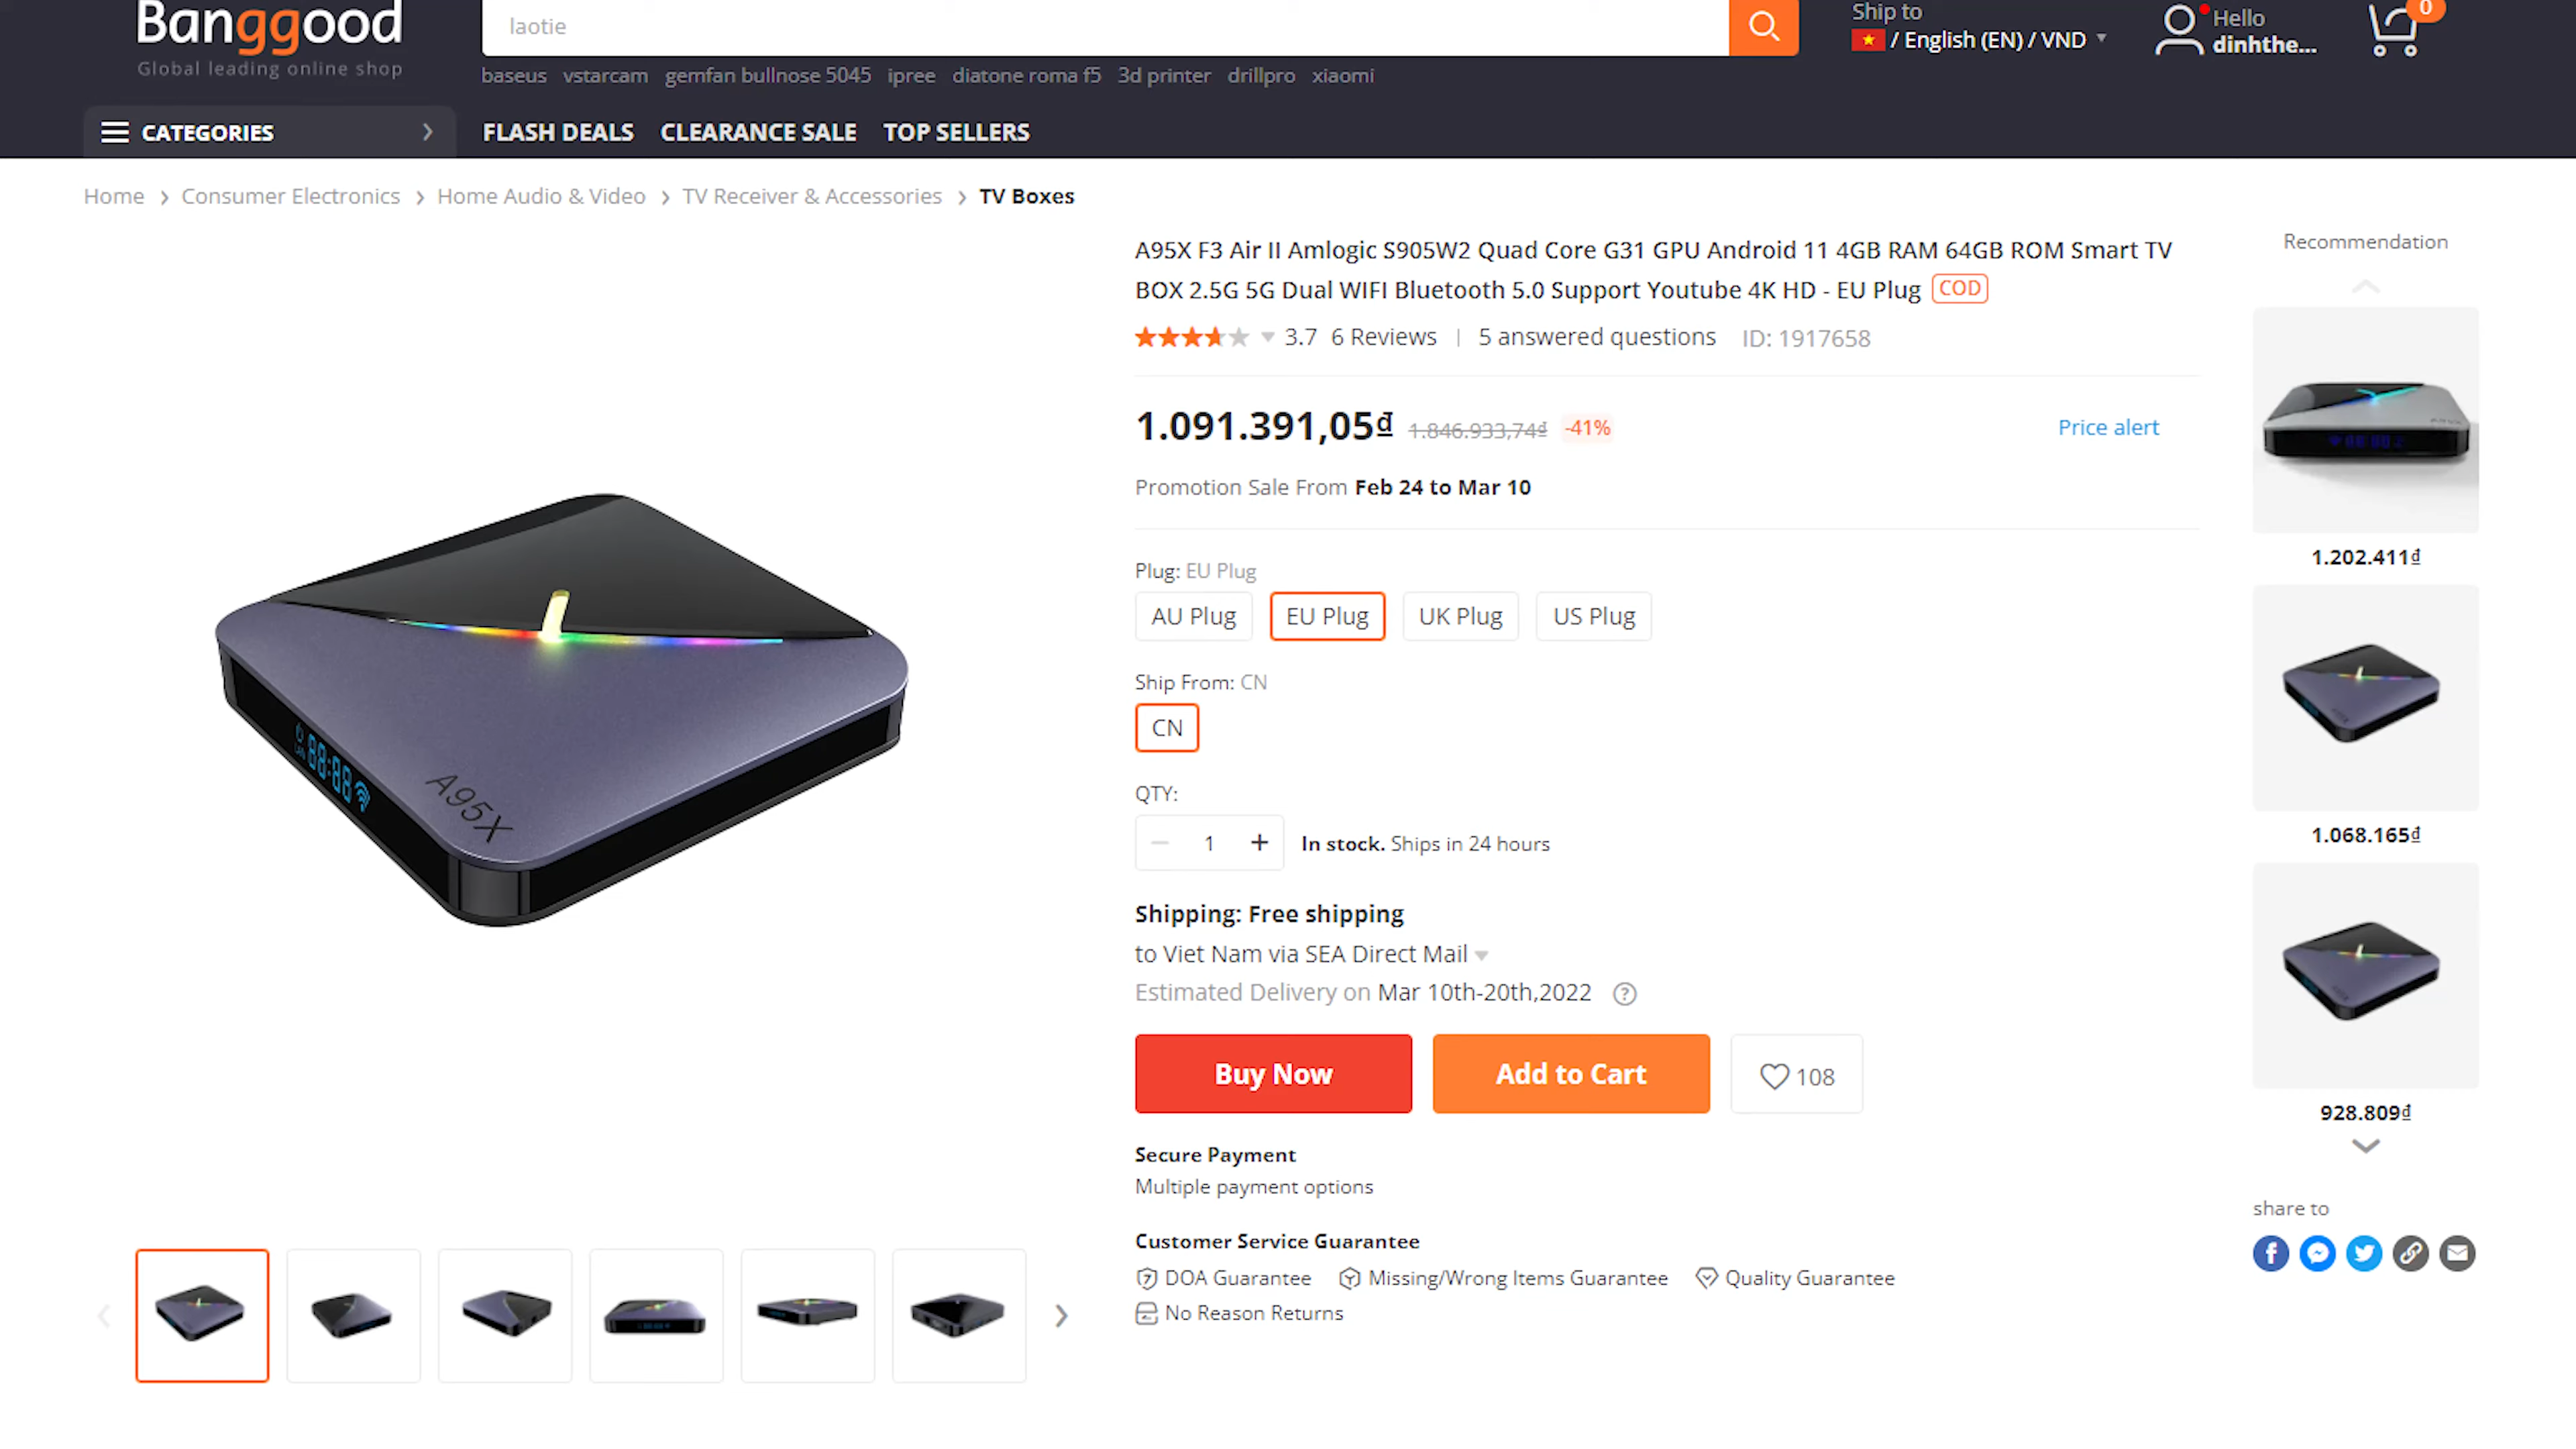 Banggood
Global leading online shop
laotie
baseus vstarcam gemfan bullnose 5045 ipree diatone roma f5 3d printer drillpro xiaomi
Ship to
/ English (EN) / VND
Hello
dinhthe...
0
CATEGORIES
FLASH DEALS CLEARANCE SALE TOP SELLERS
Home > Consumer Electronics > Home Audio & Video > TV Receiver & Accessories > TV Boxes
A95X F3 Air II Amlogic S905W2 Quad Core G31 GPU Android 11 4GB RAM 64GB ROM Smart TV
BOX 2.5G 5G Dual WIFI Bluetooth 5.0 Support Youtube 4K HD - EU Plug COD
3.7 6 Reviews | 5 answered questions ID: 1917658
1.091.391,05₫ 1.846.933,74₫ -41%
Price alert
Promotion Sale From Feb 24 to Mar 10
Plug: EU Plug
AU Plug EU Plug UK Plug US Plug
Ship From: CN
CN
QTY:
− 1 + In stock. Ships in 24 hours
Shipping: Free shipping
to Viet Nam via SEA Direct Mail
Estimated Delivery on Mar 10th-20th,2022 ?
Buy Now Add to Cart 108
Secure Payment
Multiple payment options
Customer Service Guarantee
DOA Guarantee Missing/Wrong Items Guarantee Quality Guarantee
No Reason Returns
LAN 88:88
A95X
Recommendation
1.202.411₫
1.068.165₫
928.809₫
share to